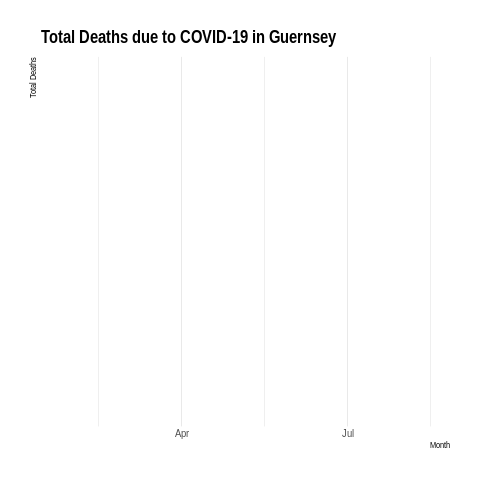 Total Deaths due to COVID-19 in Guernsey
Total Deaths
Apr
Jul
Month